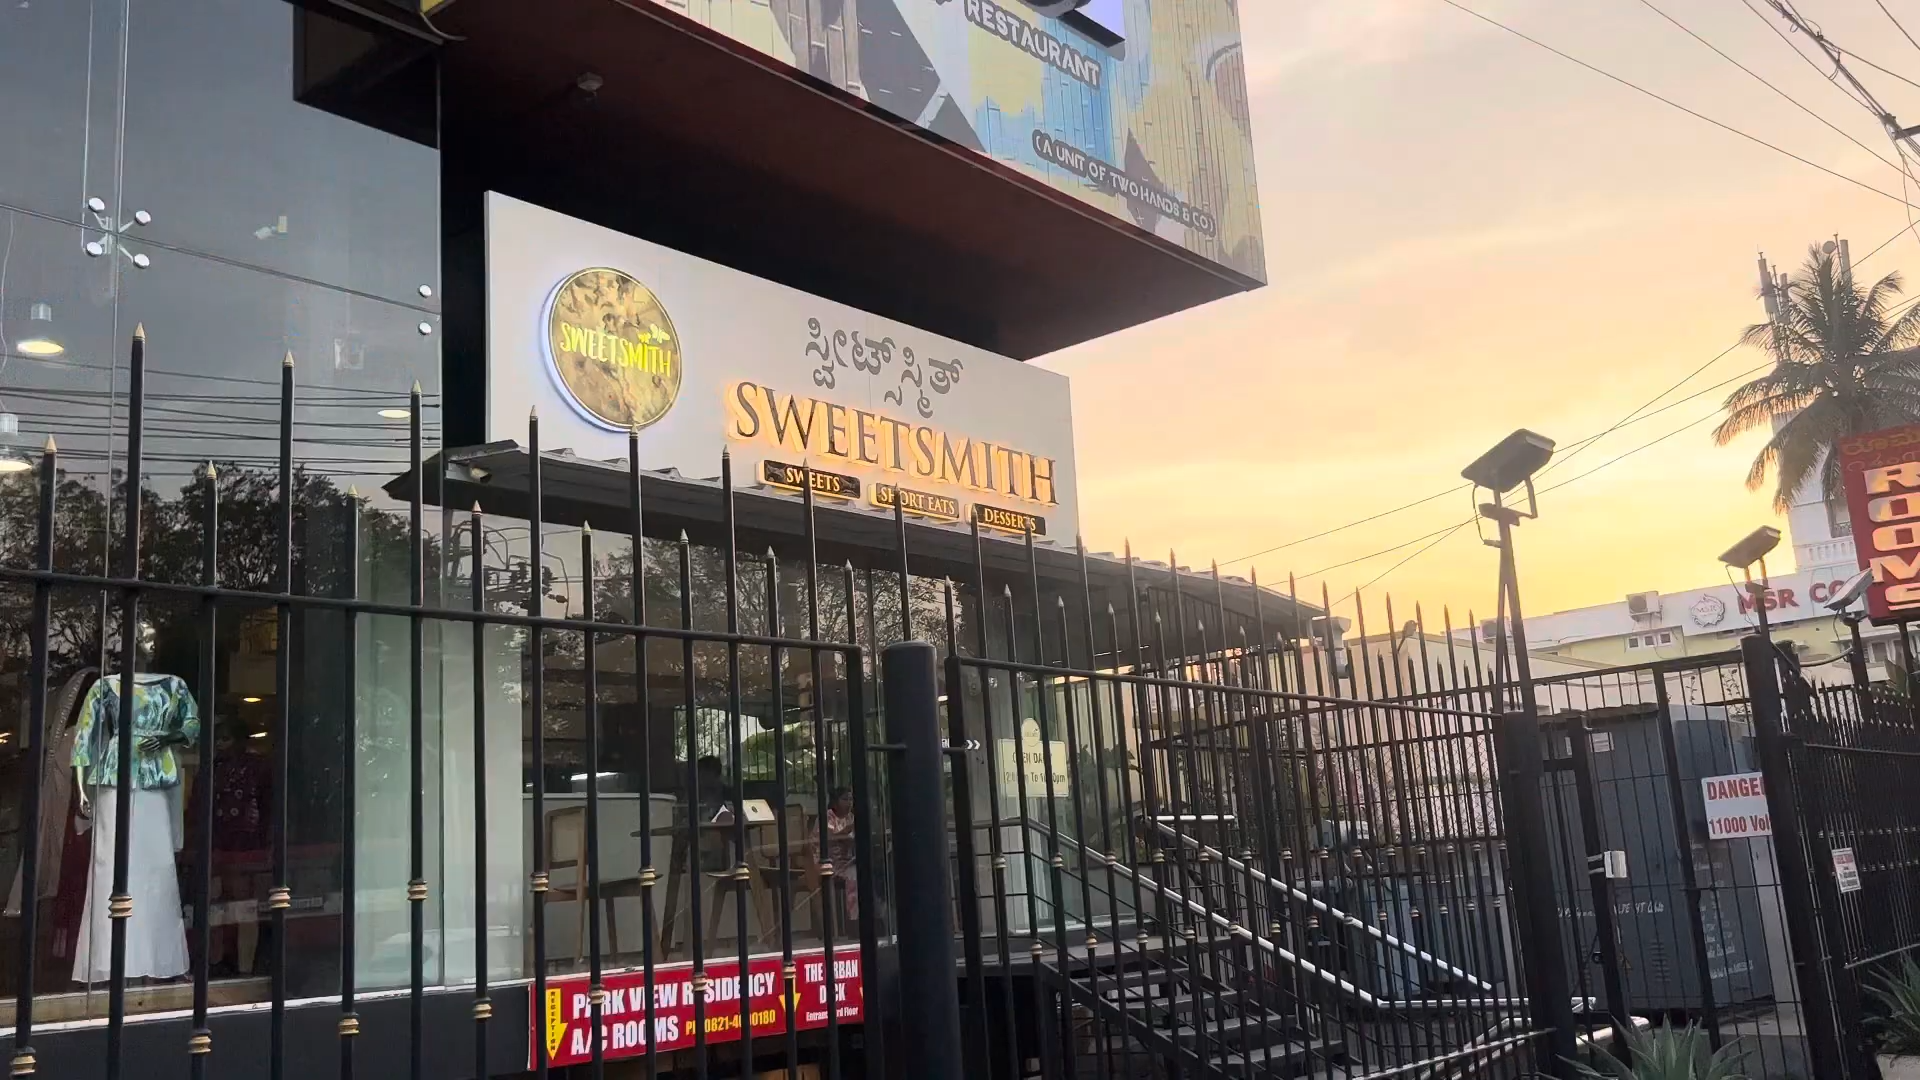 RESTAURANT
(A UNIT OF TWO HANDS & CO)
SWEETSMITH
ಸ್ವೀಟ್ಸ್ಮಿತ್
SWEETSMITH
SWEETS
SHORT EATS
DESSERTS
ROOMS
MSR
DANGER
11000 Vol
PARK VIEW RESIDENCY
A/C ROOMS
RECEPTION
THE URBAN
DECK